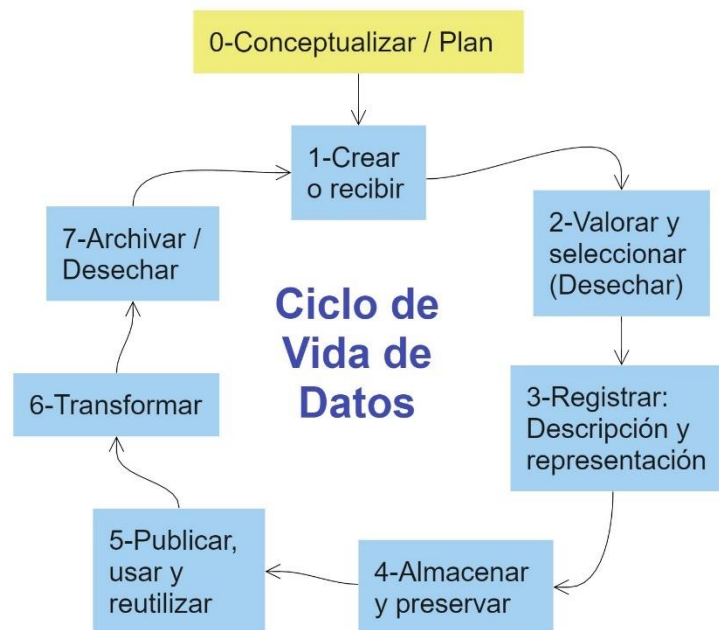 0-Conceptualizar / Plan
1-Crear
o recibir
2-Valorar y
seleccionar
(Desechar)
3-Registrar:
Descripción y
representación
4-Almacenar
y preservar
5-Publicar,
usar y
reutilizar
6-Transformar
7-Archivar /
Desechar
Ciclo de
Vida de
Datos